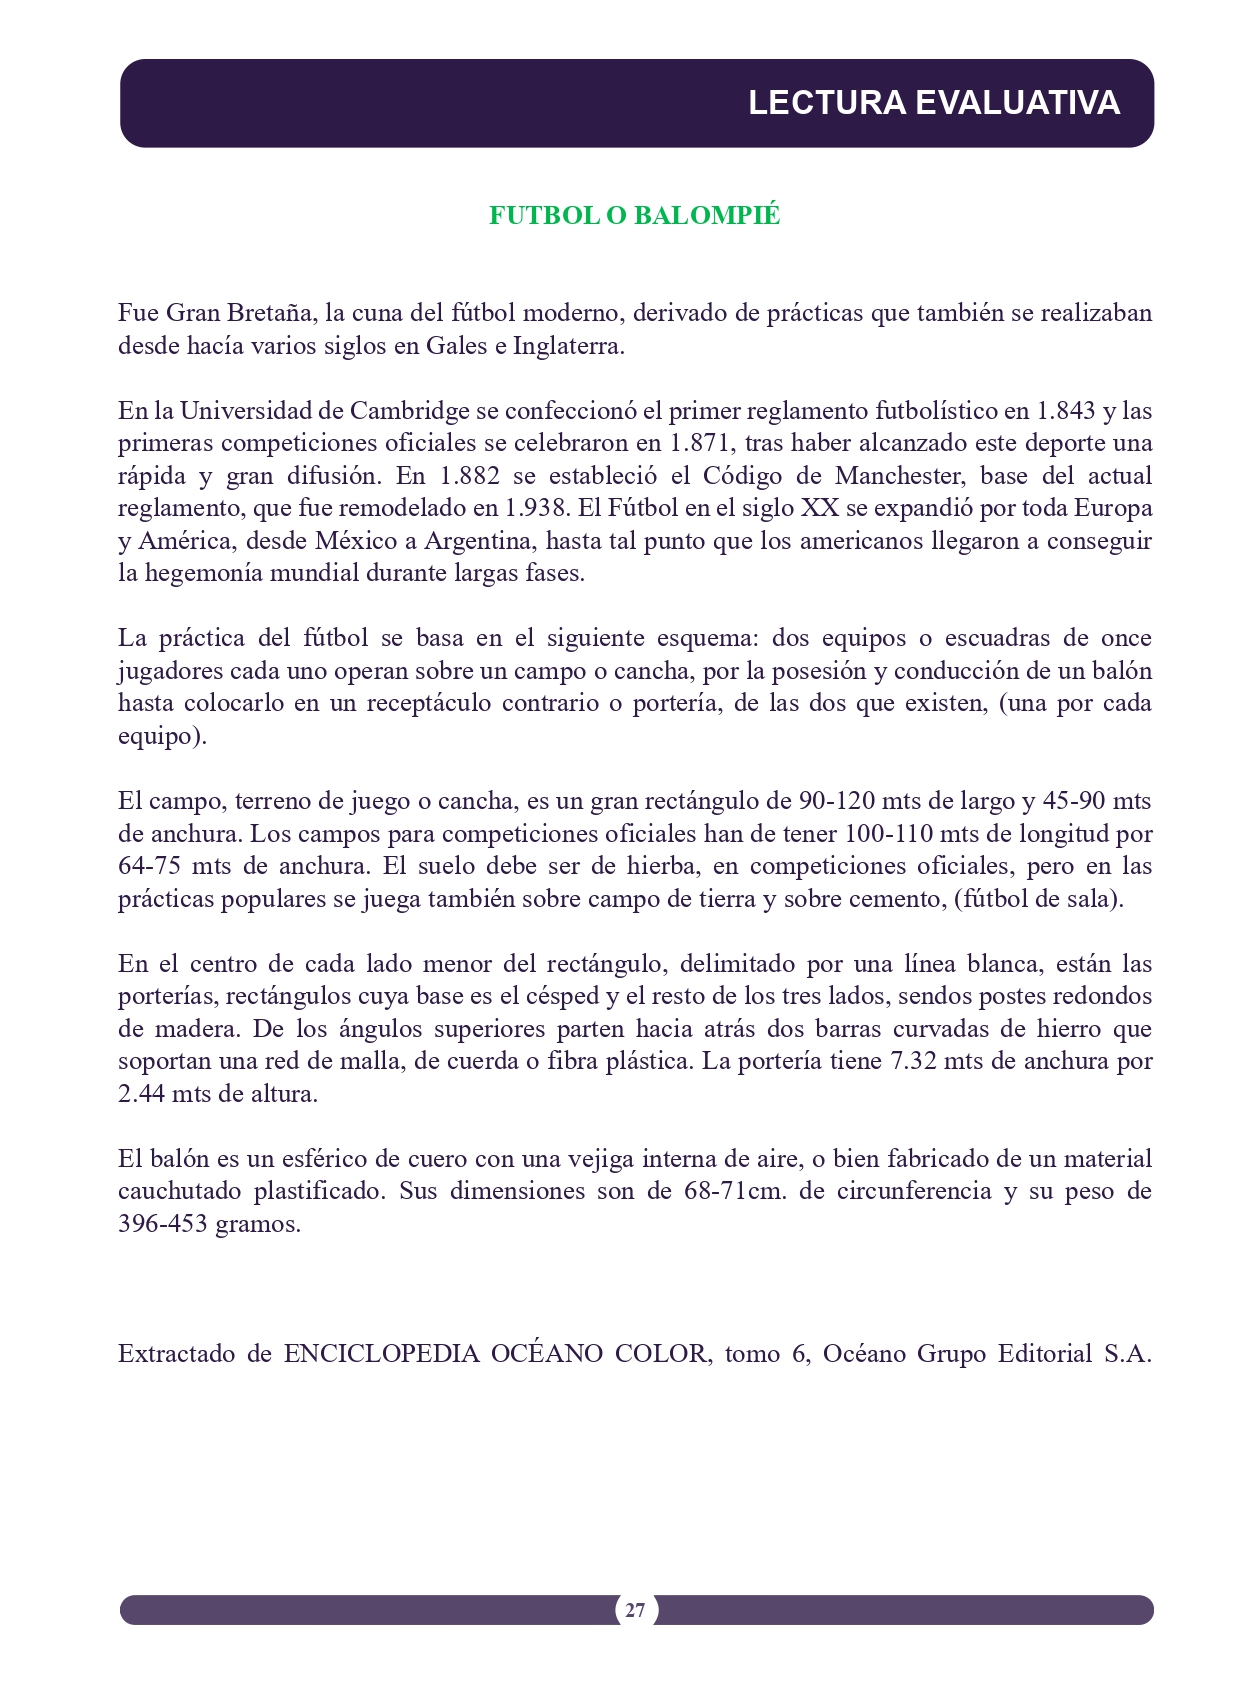 LECTURA EVALUATIVA
FUTBOL O BALOMPIÉ
Fue Gran Bretaña, la cuna del fútbol moderno, derivado de prácticas que también se realizaban
desde hacía varios siglos en Gales e Inglaterra.
En la Universidad de Cambridge se confeccionó el primer reglamento futbolístico en 1.843 y las
primeras competiciones oficiales se celebraron en 1.871, tras haber alcanzado este deporte una
rápida y gran difusión. En 1.882 se estableció el Código de Manchester, base del actual
reglamento, que fue remodelado en 1.938. El Fútbol en el siglo XX se expandió por toda Europa
y América, desde México a Argentina, hasta tal punto que los americanos llegaron a conseguir
la hegemonía mundial durante largas fases.
La práctica del fútbol se basa en el siguiente esquema: dos equipos o escuadras de once
jugadores cada uno operan sobre un campo o cancha, por la posesión y conducción de un balón
hasta colocarlo en un receptáculo contrario o portería, de las dos que existen, (una por cada
equipo).
El campo, terreno de juego o cancha, es un gran rectángulo de 90-120 mts de largo y 45-90 mts
de anchura. Los campos para competiciones oficiales han de tener 100-110 mts de longitud por
64-75 mts de anchura. El suelo debe ser de hierba, en competiciones oficiales, pero en las
prácticas populares se juega también sobre campo de tierra y sobre cemento, (fútbol de sala).
En el centro de cada lado menor del rectángulo, delimitado por una línea blanca, están las
porterías, rectángulos cuya base es el césped y el resto de los tres lados, sendos postes redondos
de madera. De los ángulos superiores parten hacia atrás dos barras curvadas de hierro que
soportan una red de malla, de cuerda o fibra plástica. La portería tiene 7.32 mts de anchura por
2.44 mts de altura.
El balón es un esférico de cuero con una vejiga interna de aire, o bien fabricado de un material
cauchutado plastificado. Sus dimensiones son de 68-71cm. de circunferencia y su peso de
396-453 gramos.
Extractado de ENCICLOPEDIA OCÉANO COLOR, tomo 6, Océano Grupo Editorial S.A.
27